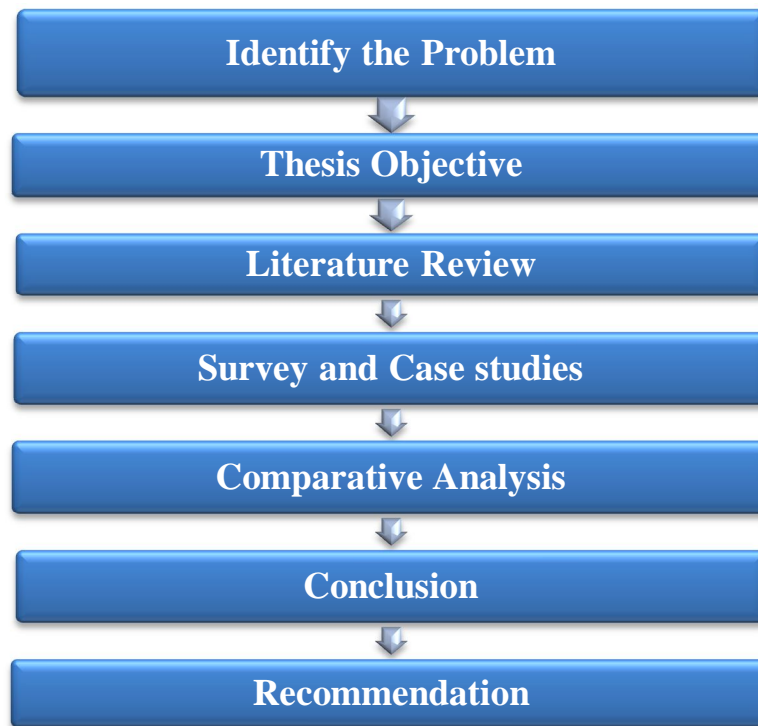 Identify the Problem
Thesis Objective
Literature Review
Survey and Case studies
Comparative Analysis
Conclusion
Recommendation